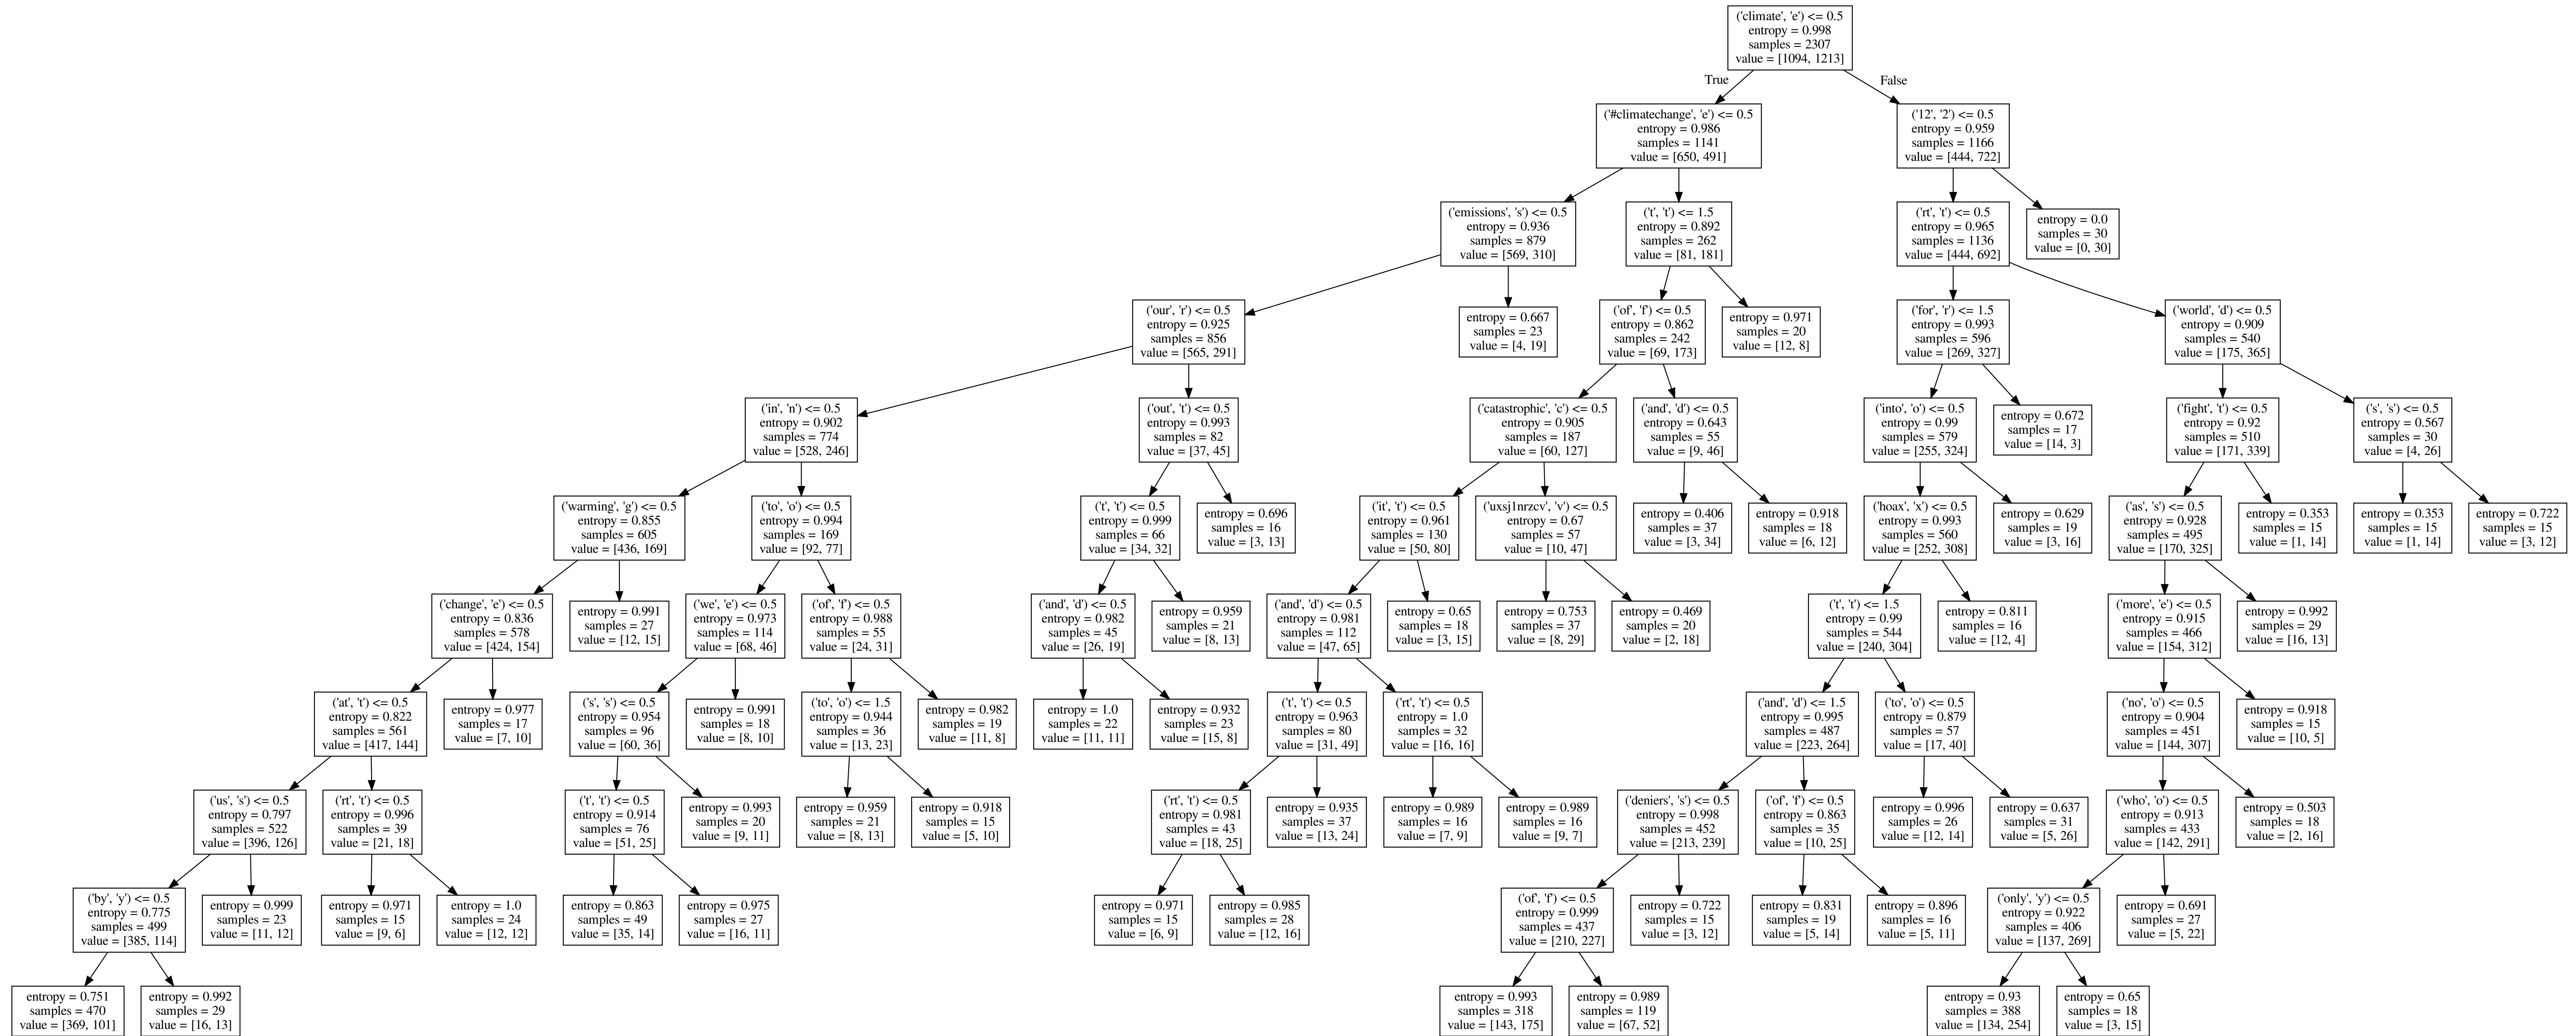 ('climate', 'e') <= 0.5
entropy = 0.998
samples = 2307
value = [1094, 1213]
True
False
('#climatechange', 'e') <= 0.5
entropy = 0.986
samples = 1141
value = [650, 491]
('12', '2') <= 0.5
entropy = 0.959
samples = 1166
value = [444, 722]
('emissions', 's') <= 0.5
entropy = 0.936
samples = 879
value = [569, 310]
('t', 't') <= 1.5
entropy = 0.892
samples = 262
value = [81, 181]
('rt', 't') <= 0.5
entropy = 0.965
samples = 1136
value = [444, 692]
entropy = 0.0
samples = 30
value = [0, 30]
('our', 'r') <= 0.5
entropy = 0.925
samples = 856
value = [565, 291]
entropy = 0.667
samples = 23
value = [4, 19]
('of', 'f') <= 0.5
entropy = 0.862
samples = 242
value = [69, 173]
entropy = 0.971
samples = 20
value = [12, 8]
('for', 'r') <= 1.5
entropy = 0.993
samples = 596
value = [269, 327]
('world', 'd') <= 0.5
entropy = 0.909
samples = 540
value = [175, 365]
('in', 'n') <= 0.5
entropy = 0.902
samples = 774
value = [528, 246]
('out', 't') <= 0.5
entropy = 0.993
samples = 82
value = [37, 45]
('catastrophic', 'c') <= 0.5
entropy = 0.905
samples = 187
value = [60, 127]
('and', 'd') <= 0.5
entropy = 0.643
samples = 55
value = [9, 46]
('into', 'o') <= 0.5
entropy = 0.99
samples = 579
value = [255, 324]
entropy = 0.672
samples = 17
value = [14, 3]
('fight', 't') <= 0.5
entropy = 0.92
samples = 510
value = [171, 339]
('s', 's') <= 0.5
entropy = 0.567
samples = 30
value = [4, 26]
('warming', 'g') <= 0.5
entropy = 0.855
samples = 605
value = [436, 169]
('to', 'o') <= 0.5
entropy = 0.994
samples = 169
value = [92, 77]
('t', 't') <= 0.5
entropy = 0.999
samples = 66
value = [34, 32]
entropy = 0.696
samples = 16
value = [3, 13]
('it', 't') <= 0.5
entropy = 0.961
samples = 130
value = [50, 80]
('uxsj1nrzcv', 'v') <= 0.5
entropy = 0.67
samples = 57
value = [10, 47]
entropy = 0.406
samples = 37
value = [3, 34]
entropy = 0.918
samples = 18
value = [6, 12]
('hoax', 'x') <= 0.5
entropy = 0.993
samples = 560
value = [252, 308]
entropy = 0.629
samples = 19
value = [3, 16]
('as', 's') <= 0.5
entropy = 0.928
samples = 495
value = [170, 325]
entropy = 0.353
samples = 15
value = [1, 14]
entropy = 0.353
samples = 15
value = [1, 14]
entropy = 0.722
samples = 15
value = [3, 12]
('change', 'e') <= 0.5
entropy = 0.836
samples = 578
value = [424, 154]
entropy = 0.991
samples = 27
value = [12, 15]
('we', 'e') <= 0.5
entropy = 0.973
samples = 114
value = [68, 46]
('of', 'f') <= 0.5
entropy = 0.988
samples = 55
value = [24, 31]
('and', 'd') <= 0.5
entropy = 0.982
samples = 45
value = [26, 19]
entropy = 0.959
samples = 21
value = [8, 13]
('and', 'd') <= 0.5
entropy = 0.981
samples = 112
value = [47, 65]
entropy = 0.65
samples = 18
value = [3, 15]
entropy = 0.753
samples = 37
value = [8, 29]
entropy = 0.469
samples = 20
value = [2, 18]
('t', 't') <= 1.5
entropy = 0.99
samples = 544
value = [240, 304]
entropy = 0.811
samples = 16
value = [12, 4]
('more', 'e') <= 0.5
entropy = 0.915
samples = 466
value = [154, 312]
entropy = 0.992
samples = 29
value = [16, 13]
('at', 't') <= 0.5
entropy = 0.822
samples = 561
value = [417, 144]
entropy = 0.977
samples = 17
value = [7, 10]
('s', 's') <= 0.5
entropy = 0.954
samples = 96
value = [60, 36]
entropy = 0.991
samples = 18
value = [8, 10]
('to', 'o') <= 1.5
entropy = 0.944
samples = 36
value = [13, 23]
entropy = 0.982
samples = 19
value = [11, 8]
entropy = 1.0
samples = 22
value = [11, 11]
entropy = 0.932
samples = 23
value = [15, 8]
('t', 't') <= 0.5
entropy = 0.963
samples = 80
value = [31, 49]
('rt', 't') <= 0.5
entropy = 1.0
samples = 32
value = [16, 16]
('and', 'd') <= 1.5
entropy = 0.995
samples = 487
value = [223, 264]
('to', 'o') <= 0.5
entropy = 0.879
samples = 57
value = [17, 40]
('no', 'o') <= 0.5
entropy = 0.904
samples = 451
value = [144, 307]
entropy = 0.918
samples = 15
value = [10, 5]
('us', 's') <= 0.5
entropy = 0.797
samples = 522
value = [396, 126]
('rt', 't') <= 0.5
entropy = 0.996
samples = 39
value = [21, 18]
('t', 't') <= 0.5
entropy = 0.914
samples = 76
value = [51, 25]
entropy = 0.993
samples = 20
value = [9, 11]
entropy = 0.959
samples = 21
value = [8, 13]
entropy = 0.918
samples = 15
value = [5, 10]
('rt', 't') <= 0.5
entropy = 0.981
samples = 43
value = [18, 25]
entropy = 0.935
samples = 37
value = [13, 24]
entropy = 0.989
samples = 16
value = [7, 9]
entropy = 0.989
samples = 16
value = [9, 7]
('deniers', 's') <= 0.5
entropy = 0.998
samples = 452
value = [213, 239]
('of', 'f') <= 0.5
entropy = 0.863
samples = 35
value = [10, 25]
entropy = 0.996
samples = 26
value = [12, 14]
entropy = 0.637
samples = 31
value = [5, 26]
('who', 'o') <= 0.5
entropy = 0.913
samples = 433
value = [142, 291]
entropy = 0.503
samples = 18
value = [2, 16]
('by', 'y') <= 0.5
entropy = 0.775
samples = 499
value = [385, 114]
entropy = 0.999
samples = 23
value = [11, 12]
entropy = 0.971
samples = 15
value = [9, 6]
entropy = 1.0
samples = 24
value = [12, 12]
entropy = 0.863
samples = 49
value = [35, 14]
entropy = 0.975
samples = 27
value = [16, 11]
entropy = 0.971
samples = 15
value = [6, 9]
entropy = 0.985
samples = 28
value = [12, 16]
('of', 'f') <= 0.5
entropy = 0.999
samples = 437
value = [210, 227]
entropy = 0.722
samples = 15
value = [3, 12]
entropy = 0.831
samples = 19
value = [5, 14]
entropy = 0.896
samples = 16
value = [5, 11]
('only', 'y') <= 0.5
entropy = 0.922
samples = 406
value = [137, 269]
entropy = 0.691
samples = 27
value = [5, 22]
entropy = 0.751
samples = 470
value = [369, 101]
entropy = 0.992
samples = 29
value = [16, 13]
entropy = 0.993
samples = 318
value = [143, 175]
entropy = 0.989
samples = 119
value = [67, 52]
entropy = 0.93
samples = 388
value = [134, 254]
entropy = 0.65
samples = 18
value = [3, 15]